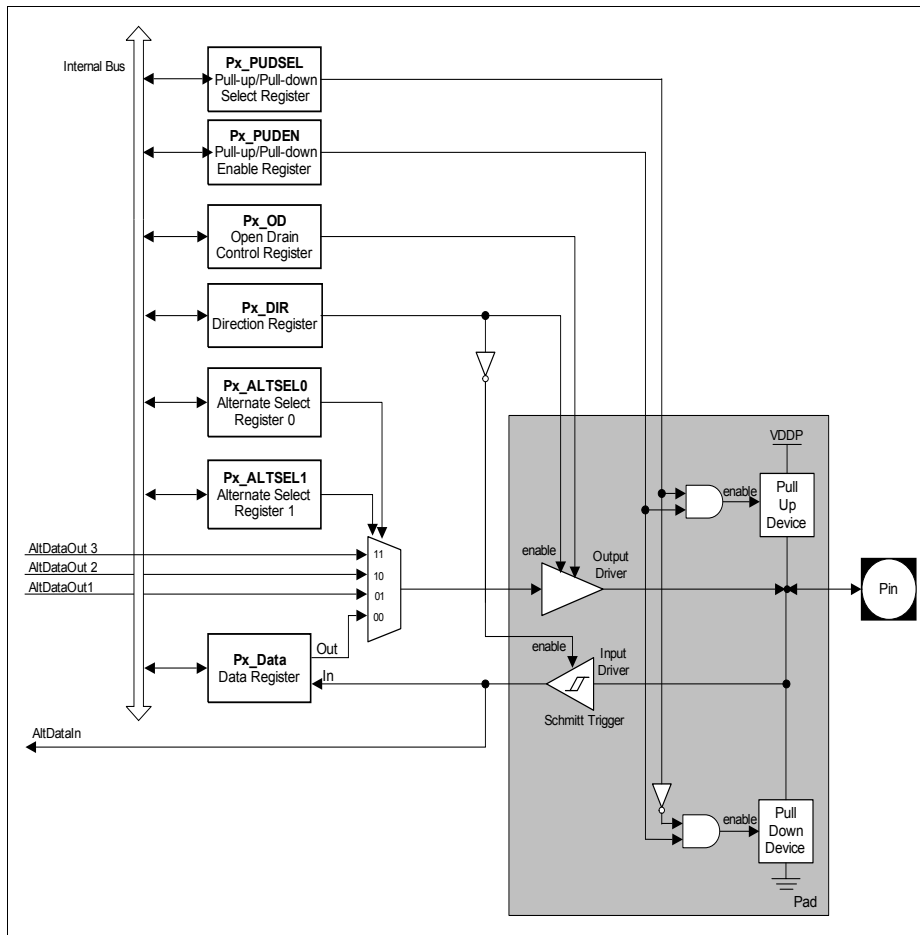 Internal Bus
Px_PUDSEL
Pull-up/Pull-down
Select Register
Px_PUDEN
Pull-up/Pull-down
Enable Register
Px_OD
Open Drain
Control Register
Px_DIR
Direction Register
Px_ALTSEL0
Alternate Select
Register 0
Px_ALTSEL1
Alternate Select
Register 1
AltDataOut 3
AltDataOut 2
AltDataOut1
11
10
01
00
Px_Data
Data Register
Out
In
AltDataIn
enable
Output
Driver
enable
Input
Driver
Schmitt Trigger
VDDP
enable
Pull
Up
Device
Pin
enable
Pull
Down
Device
Pad